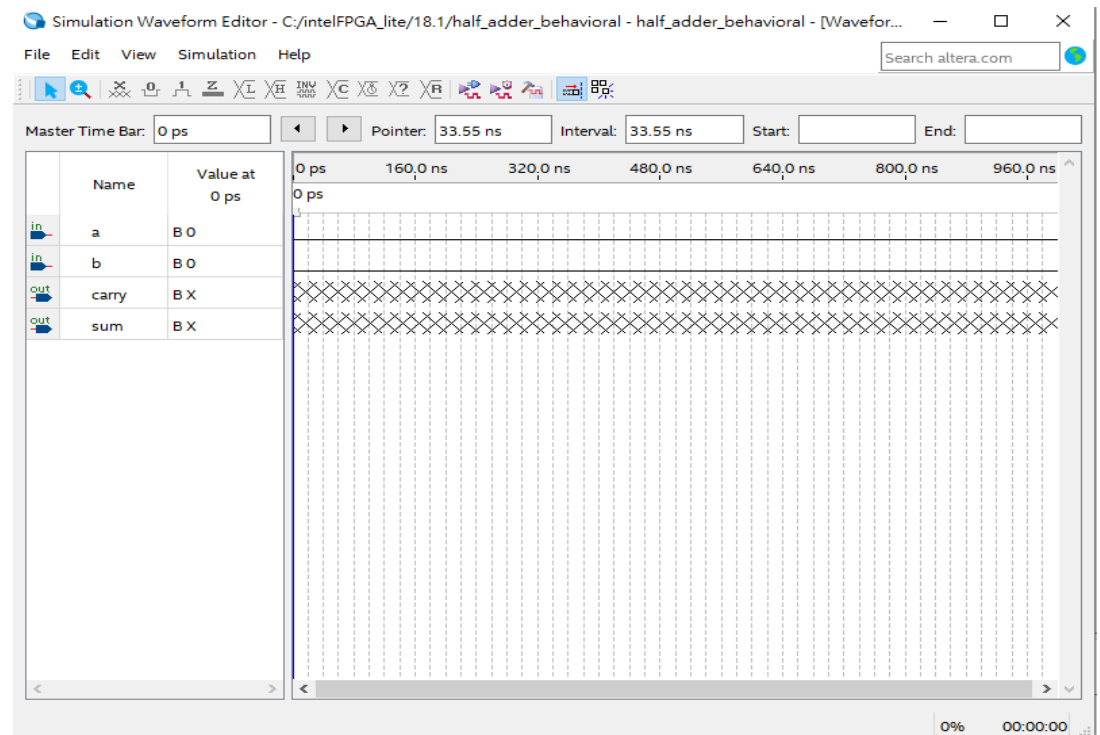 Simulation Waveform Editor - C:/intelFPGA_lite/18.1/half_adder_behavioral - half_adder_behavioral - [Wavefor...
File Edit View Simulation Help
Search altera.com
Master Time Bar: 0 ps Pointer: 33.55 ns Interval: 33.55 ns Start: End:
Name Value at 0 ps
0 ps 160.0 ns 320.0 ns 480.0 ns 640.0 ns 800.0 ns 960.0 ns
0 ps
in a B 0
in b B 0
out carry B X
out sum B X
0% 00:00:00